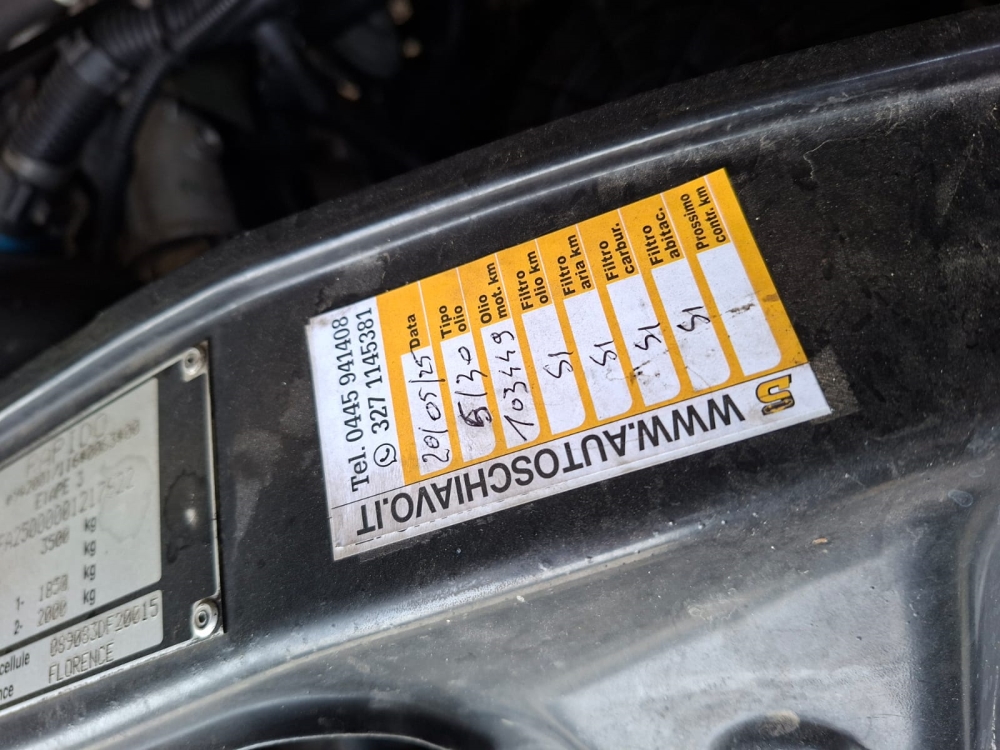 Tel. 0445 941408
327 1145381
Data 20/05/25
Tipo olio 5/30
Olio mot. km 103449
Filtro olio km SI
Filtro aria km SI
Filtro carbur. SI
Filtro abitac. SI
Prossimo contr. km /
WWW.AUTOSCHIAVO.IT
S
3500 kg
1- 1850 kg
2- 2000 kg
cellule 089083DF20015
FLORENCE